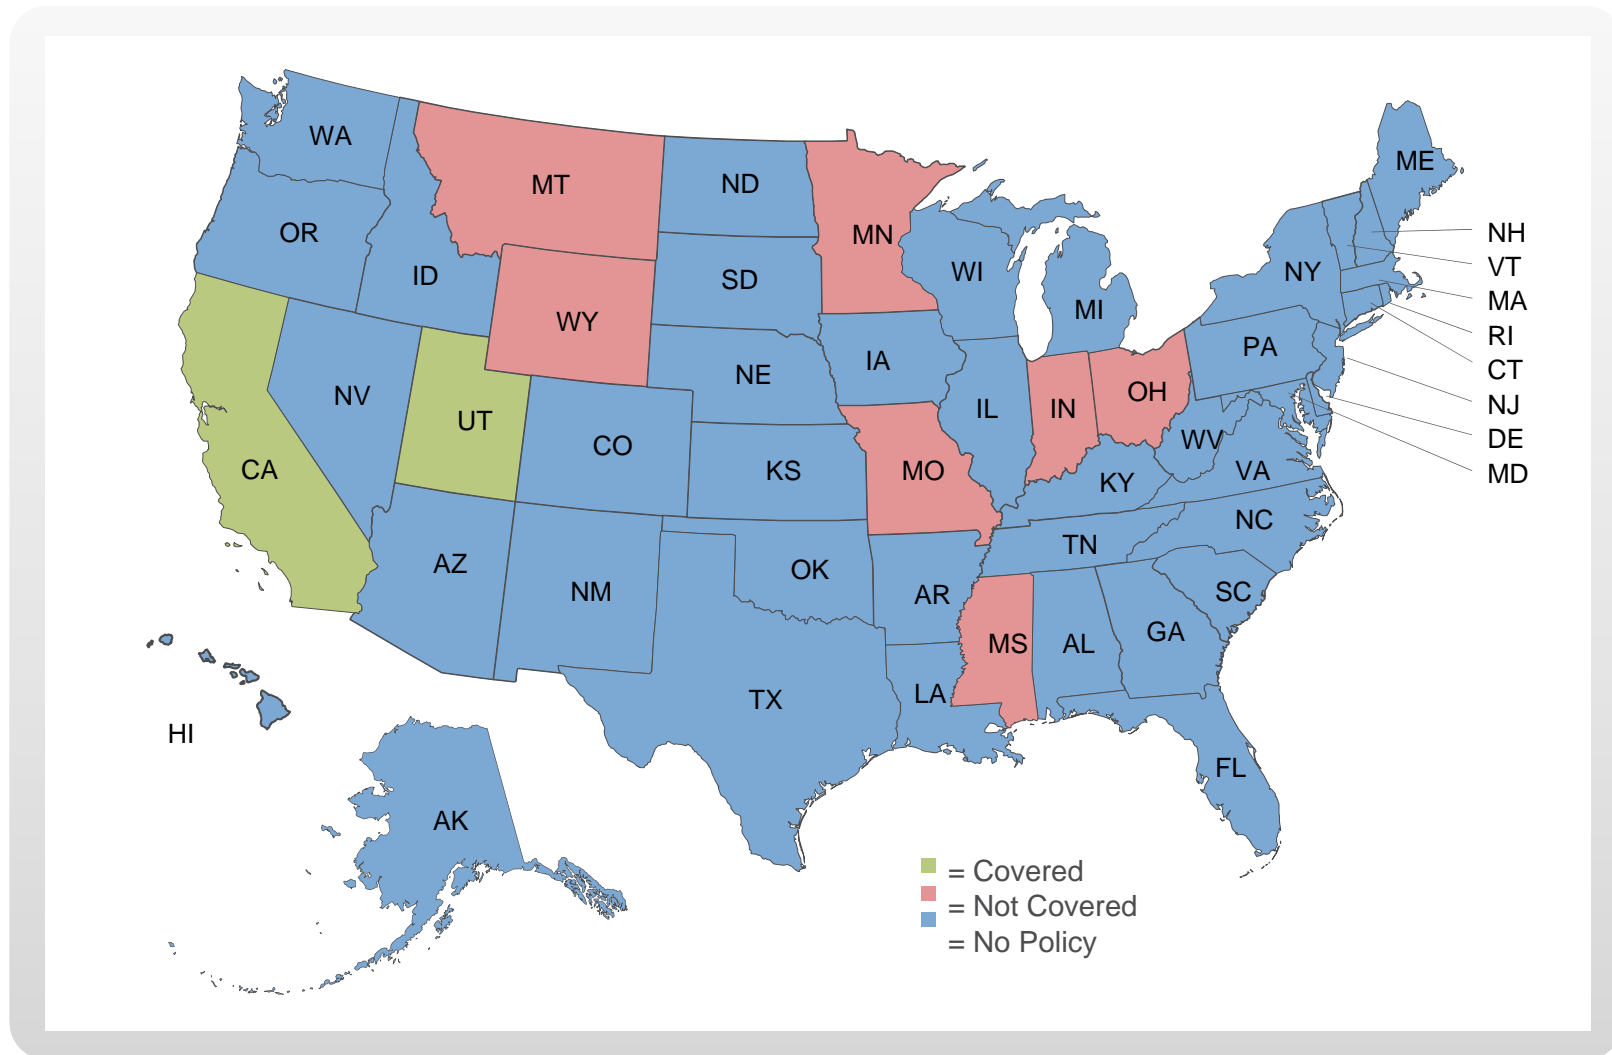 WA
MT
ND
MN
ME
OR
ID
SD
WI
MI
NY
NH
VT
MA
RI
CT
NJ
DE
MD
WY
NE
IA
PA
NV
UT
CO
IL
IN
OH
WV
VA
CA
KS
MO
KY
NC
AZ
NM
OK
AR
TN
SC
MS
AL
GA
TX
LA
FL
HI
AK
= Covered
= Not Covered
= No Policy